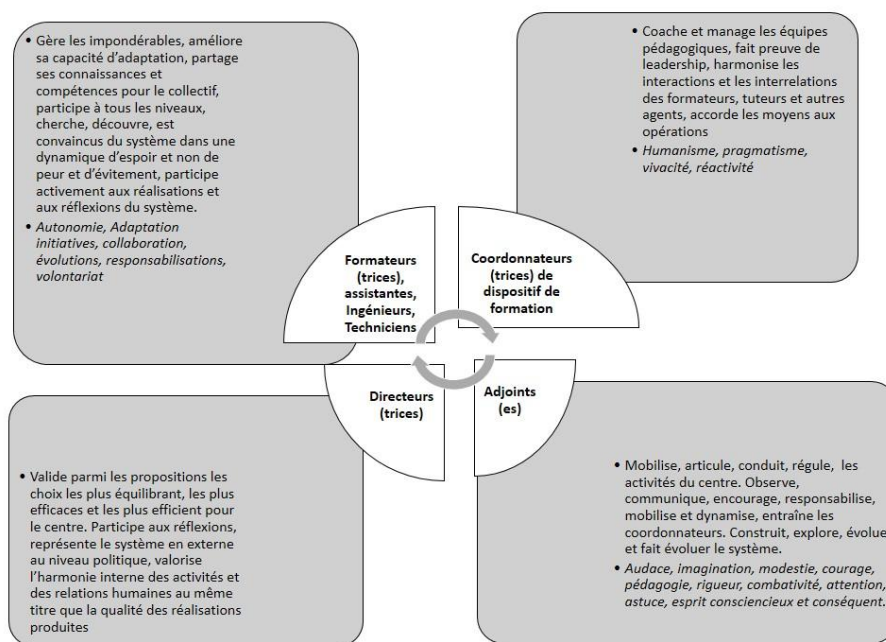 • Gère les impondérables, améliore
sa capacité d'adaptation, partage
ses connaissances et
compétences pour le collectif,
participe à tous les niveaux,
cherche, découvre, est
convaincus du système dans une
dynamique d'espoir et non de
peur et d'évitement, participe
activement aux réalisations et
aux réflexions du système.
• Autonomie, Adaptation
initiatives, collaboration,
évolutions, responsabilisations,
volontariat
• Coache et manage les équipes
pédagogiques, fait preuve de
leadership, harmonise les
interactions et les interrelations
des formateurs, tuteurs et autres
agents, accorde les moyens aux
opérations
• Humanisme, pragmatisme,
vivacité, réactivité
Formateurs
(trices),
assistantes,
Ingénieurs,
Techniciens
Coordonnateurs
(trices) de
dispositif de
formation
Directeurs
(trices)
Adjoints
(es)
• Valide parmi les propositions les
choix les plus équilibrant, les plus
efficaces et les plus efficient pour
le centre. Participe aux réflexions,
représente le système en externe
au niveau politique, valorise
l'harmonie interne des activités et
des relations humaines au même
titre que la qualité des réalisations
produites
• Mobilise, articule, conduit, régule, les
activités du centre. Observe,
communique, encourage, responsabilise,
mobilise et dynamise, entraîne les
coordonnateurs. Construit, explore, évolue
et fait évoluer le système.
• Audace, imagination, modestie, courage,
pédagogie, rigueur, combativité, attention,
astuce, esprit consciencieux et conséquent.